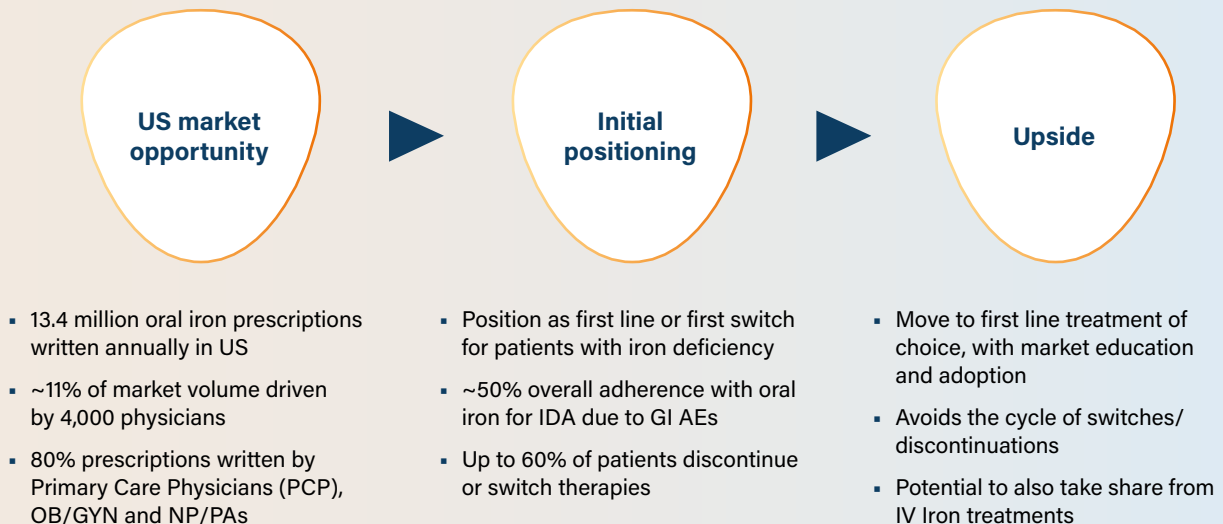 US market
opportunity
Initial
positioning
Upside
▪ 13.4 million oral iron prescriptions
written annually in US
▪ ~11% of market volume driven
by 4,000 physicians
▪ 80% prescriptions written by
Primary Care Physicians (PCP),
OB/GYN and NP/PAs
▪ Position as first line or first switch
for patients with iron deficiency
▪ ~50% overall adherence with oral
iron for IDA due to GI AEs
▪ Up to 60% of patients discontinue
or switch therapies
▪ Move to first line treatment of
choice, with market education
and adoption
▪ Avoids the cycle of switches/
discontinuations
▪ Potential to also take share from
IV Iron treatments